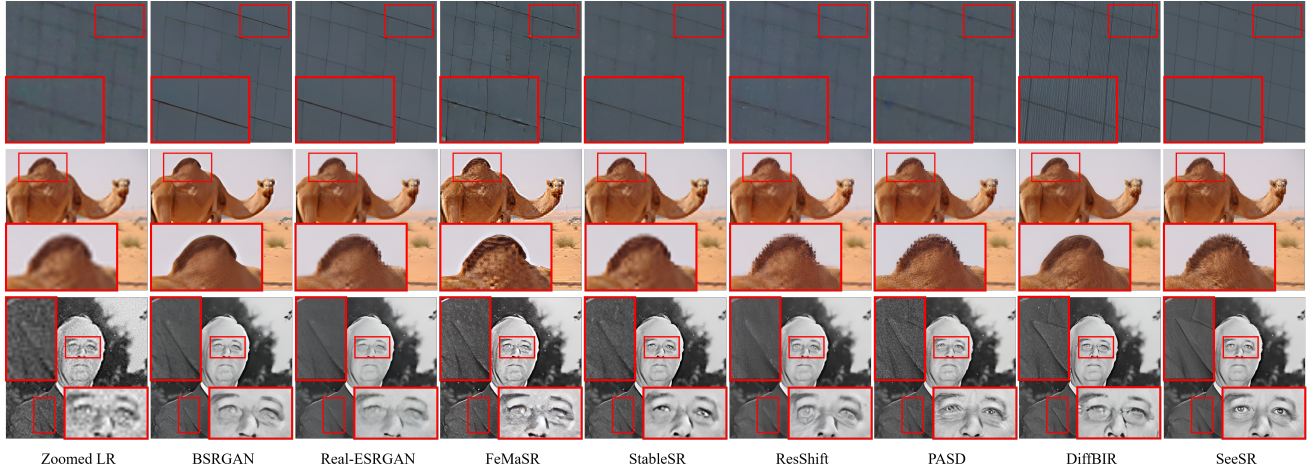 Zoomed LR
BSRGAN
Real-ESRGAN
FeMaSR
StableSR
ResShift
PASD
DiffBIR
SeeSR